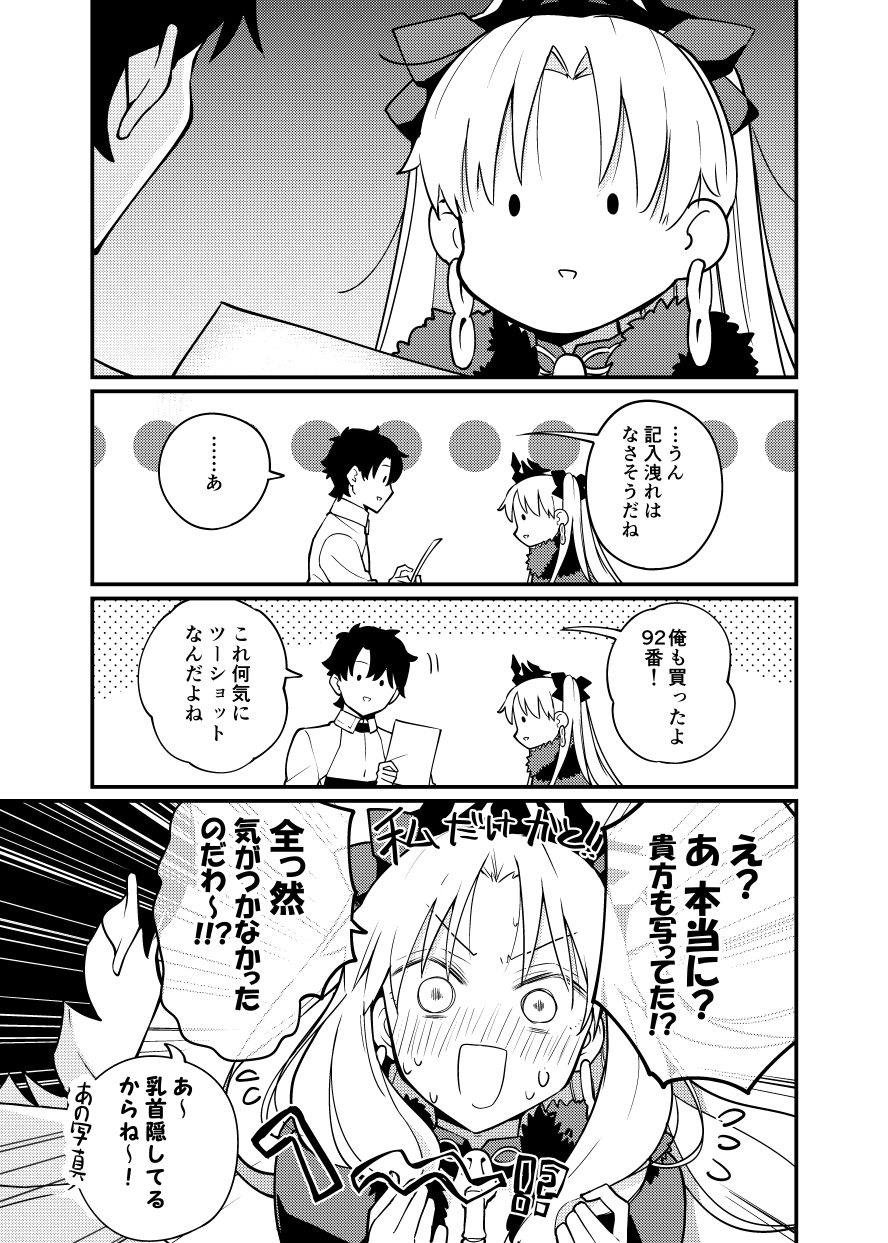 …うん
記入洩れは
なさそうだね
……ぁ
俺も買ったよ
92番！
これ何気に
ツーショット
なんだよね
え？
あ 本当に？
貴方も写ってた!?
私だけかと!!
全っ然
気がつかなかった
のだわ～!!?
へ～～!?
あ～
乳首隠してる
からね～！
あの写真